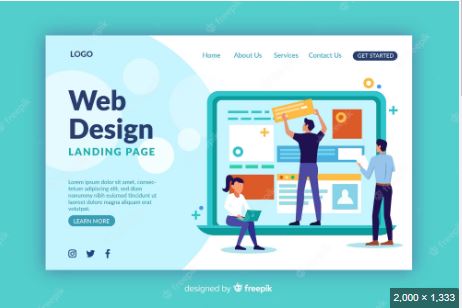 LOGO
Home About Us Services Contact Us GET STARTED
Web
Design
LANDING PAGE
Lorem ipsum dolor sit amet,
consectetuer adipiscing elit, sed
diam nonummy nibh euismod
tincidunt ut laoreet dolore magna
aliquam erat volutpat.
LEARN MORE
designed by freepik
2,000 × 1,333